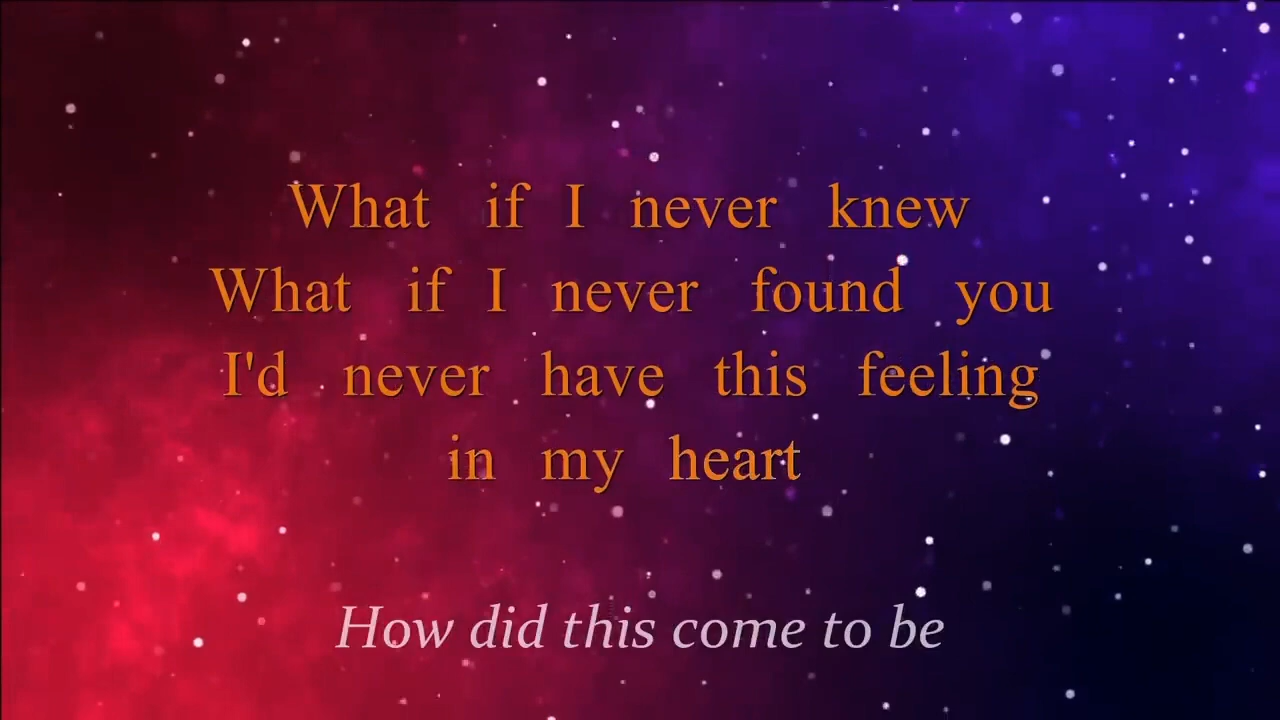 What if I never knew
What if I never found you
I'd never have this feeling
in my heart
How did this come to be